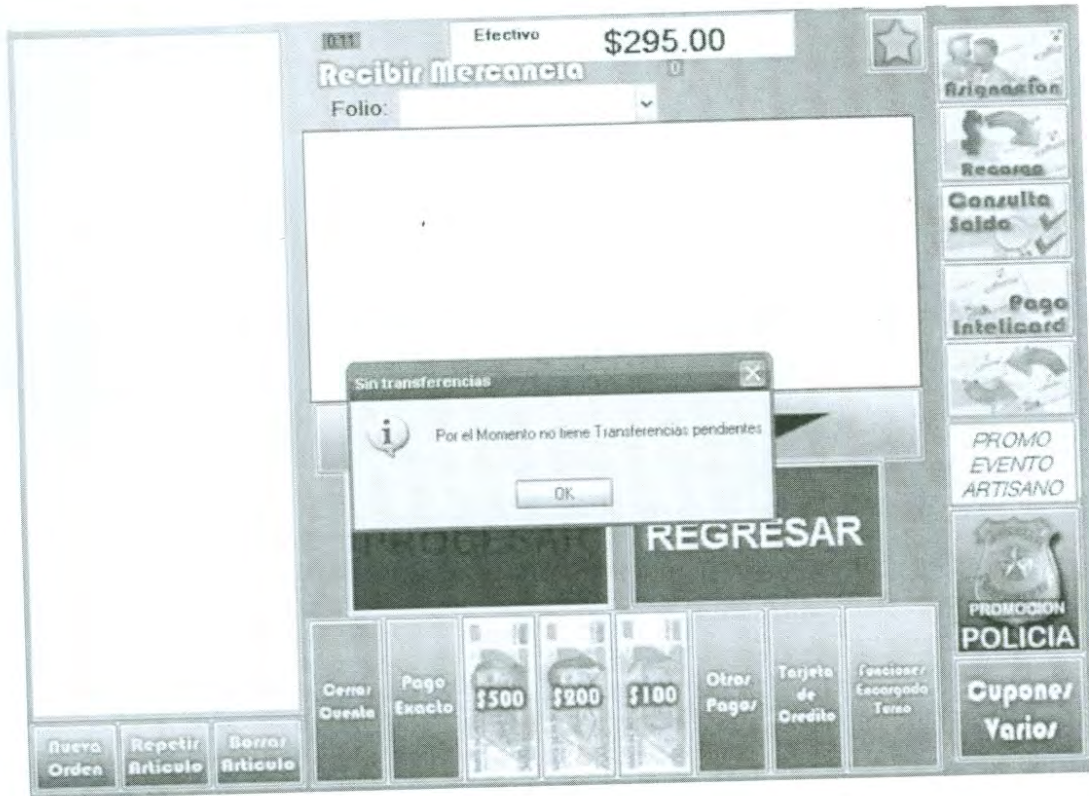 0.11
Efectivo
$295.00
Recibir Mercancia
0
Folio:
Sin transferencias
Por el Momento no tiene Transferencias pendientes
OK
PROCESAR
REGRESAR
Asignacion
Recarga
Consulta
Saldo
Pago
Intelicard
PROMO
EVENTO
ARTISANO
PROMOCION
POLICIA
Cupones
Varios
Nueva
Orden
Repetir
Articulo
Borrar
Articulo
Cerrar
Cuenta
Pago
Exacto
$500
$200
$100
Otros
Pagos
Tarjeta
de
Credito
Funciones
Encargado
Turno